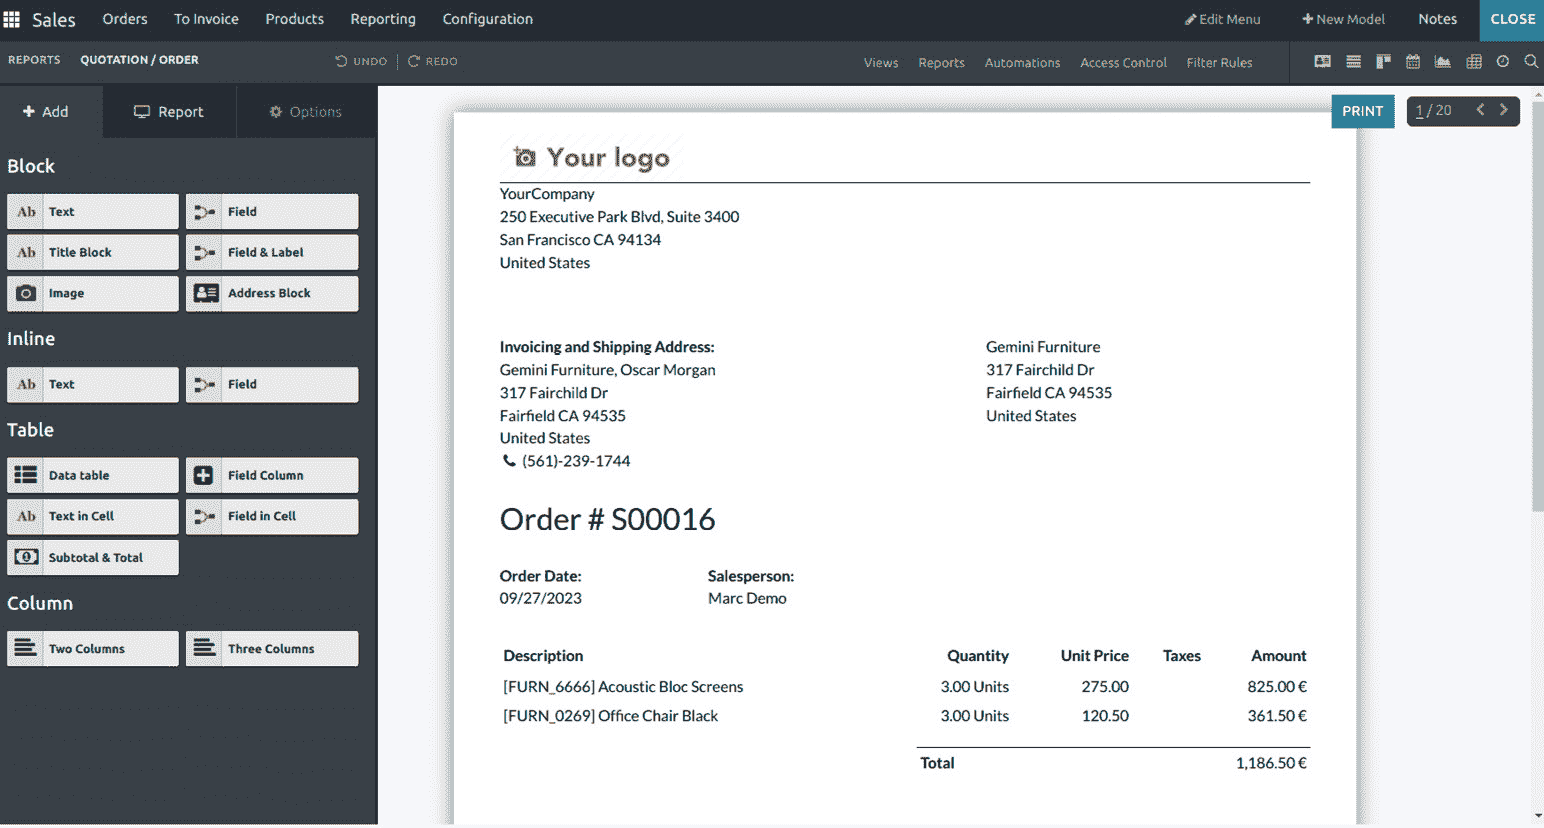 Sales Orders To Invoice Products Reporting Configuration Edit Menu New Model Notes CLOSE
REPORTS QUOTATION / ORDER UNDO REDO Views Reports Automations Access Control Filter Rules
Add Report Options
PRINT 1 / 20
Block
Ab Text Field
Ab Title Block Field & Label
Image Address Block
Inline
Ab Text Field
Table
Data table Field Column
Ab Text in Cell Field in Cell
Subtotal & Total
Column
Two Columns Three Columns
Your logo
YourCompany
250 Executive Park Blvd, Suite 3400
San Francisco CA 94134
United States
Invoicing and Shipping Address:
Gemini Furniture, Oscar Morgan
317 Fairchild Dr
Fairfield CA 94535
United States
(561)-239-1744
Gemini Furniture
317 Fairchild Dr
Fairfield CA 94535
United States
Order # S00016
Order Date: Salesperson:
09/27/2023 Marc Demo
Description Quantity Unit Price Taxes Amount
[FURN_6666] Acoustic Bloc Screens 3.00 Units 275.00 825.00 €
[FURN_0269] Office Chair Black 3.00 Units 120.50 361.50 €
Total 1,186.50 €